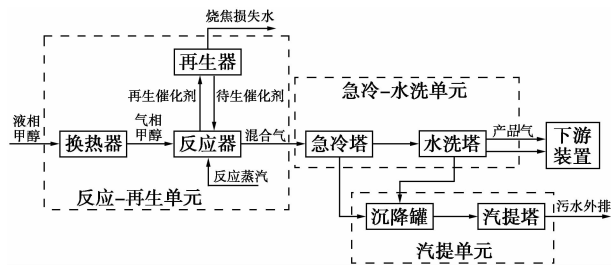 烧焦损失水
再生器
再生催化剂
待生催化剂
液相
甲醇
换热器
气相
甲醇
反应器
混合气
反应蒸汽
反应-再生单元
急冷-水洗单元
急冷塔
水洗塔
产品气
下游
装置
沉降罐
汽提塔
污水外排
汽提单元